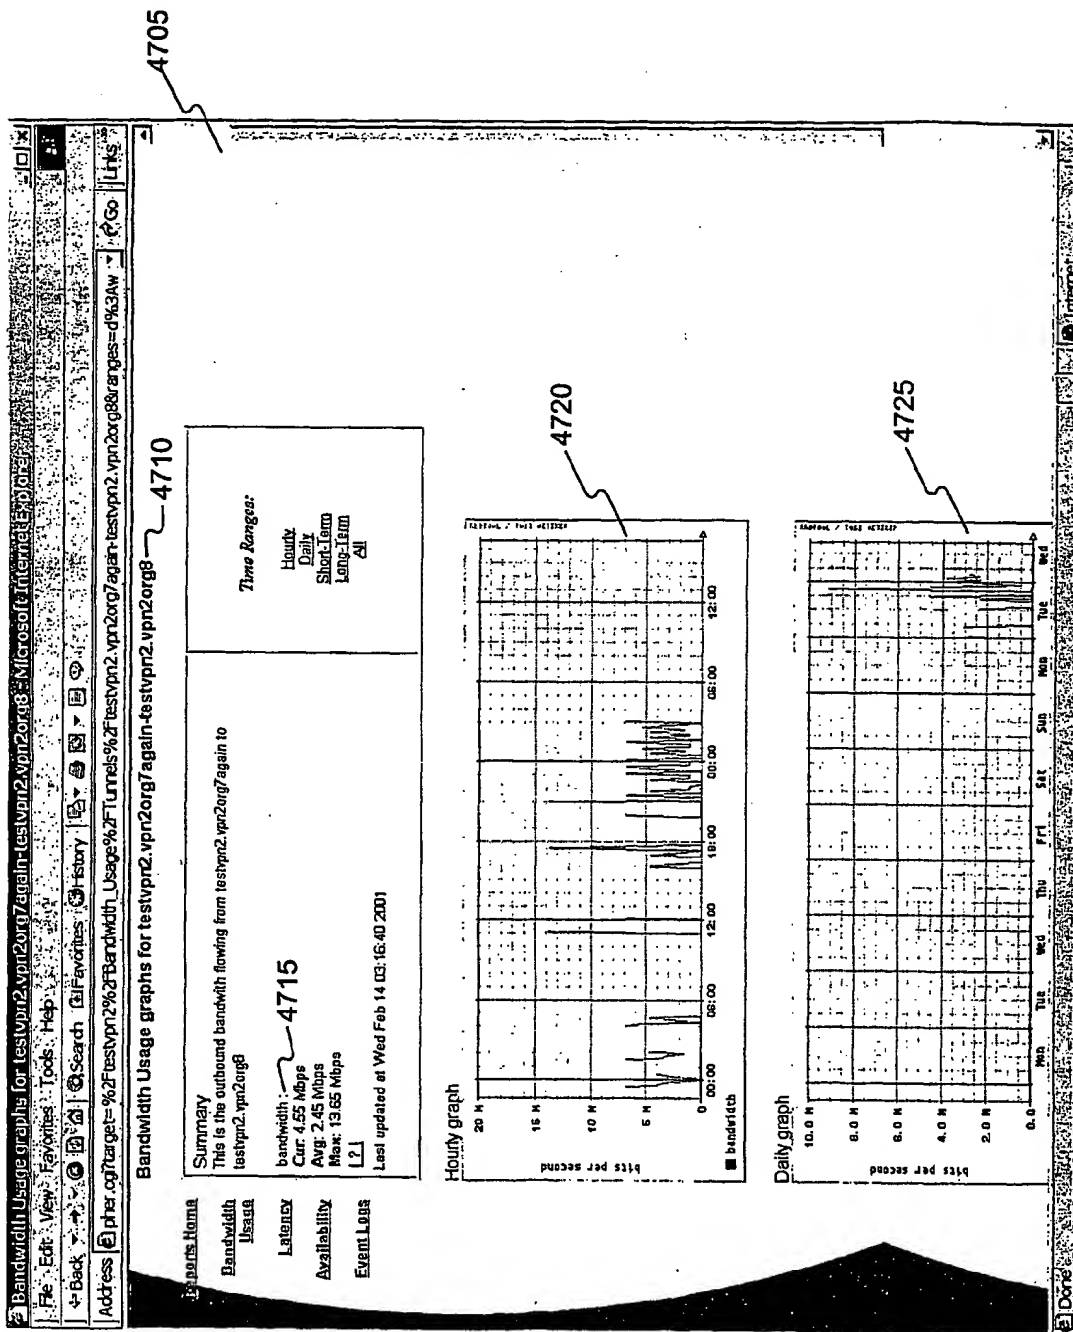 Bandwidth Usage graphs for testvpn2.vpn2org7again-testvpn2.vpn2org8 - Microsoft Internet Explorer
File Edit View Favorites Tools Help
Back Search Favorites History
Address pher.cgi?target=%2Ftestvpn2%2FBandwidth_Usage%2FTunnels%2Ftestvpn2.vpn2org7again-testvpn2.vpn2org8&ranges=d%3Aw Go Links
4705
Bandwidth Usage graphs for testvpn2.vpn2org7again-testvpn2.vpn2org8
4710
Reports Home
Bandwidth
Usage
Latency
Availability
Event Logs
Summary
This is the outbound bandwith flowing from testvpn2.vpn2org7again to
testvpn2.vpn2org8
bandwidth:
4715
Cur: 4.55 Mbps
Avg: 2.45 Mbps
Max: 13.65 Mbps
[?]
Last updated at Wed Feb 14 03:16:40 2001
Time Ranges:
Hourly
Daily
Short-Term
Long-Term
All
Hourly graph
4720
bits per second
20 M
15 M
10 M
5 M
0
00:00 06:00 12:00 18:00 00:00 06:00 12:00
bandwidth
Daily graph
4725
bits per second
10.0 M
8.0 M
6.0 M
4.0 M
2.0 M
0.0
Mon Tue Wed Thu Fri Sat Sun Mon Tue Wed
Done Internet